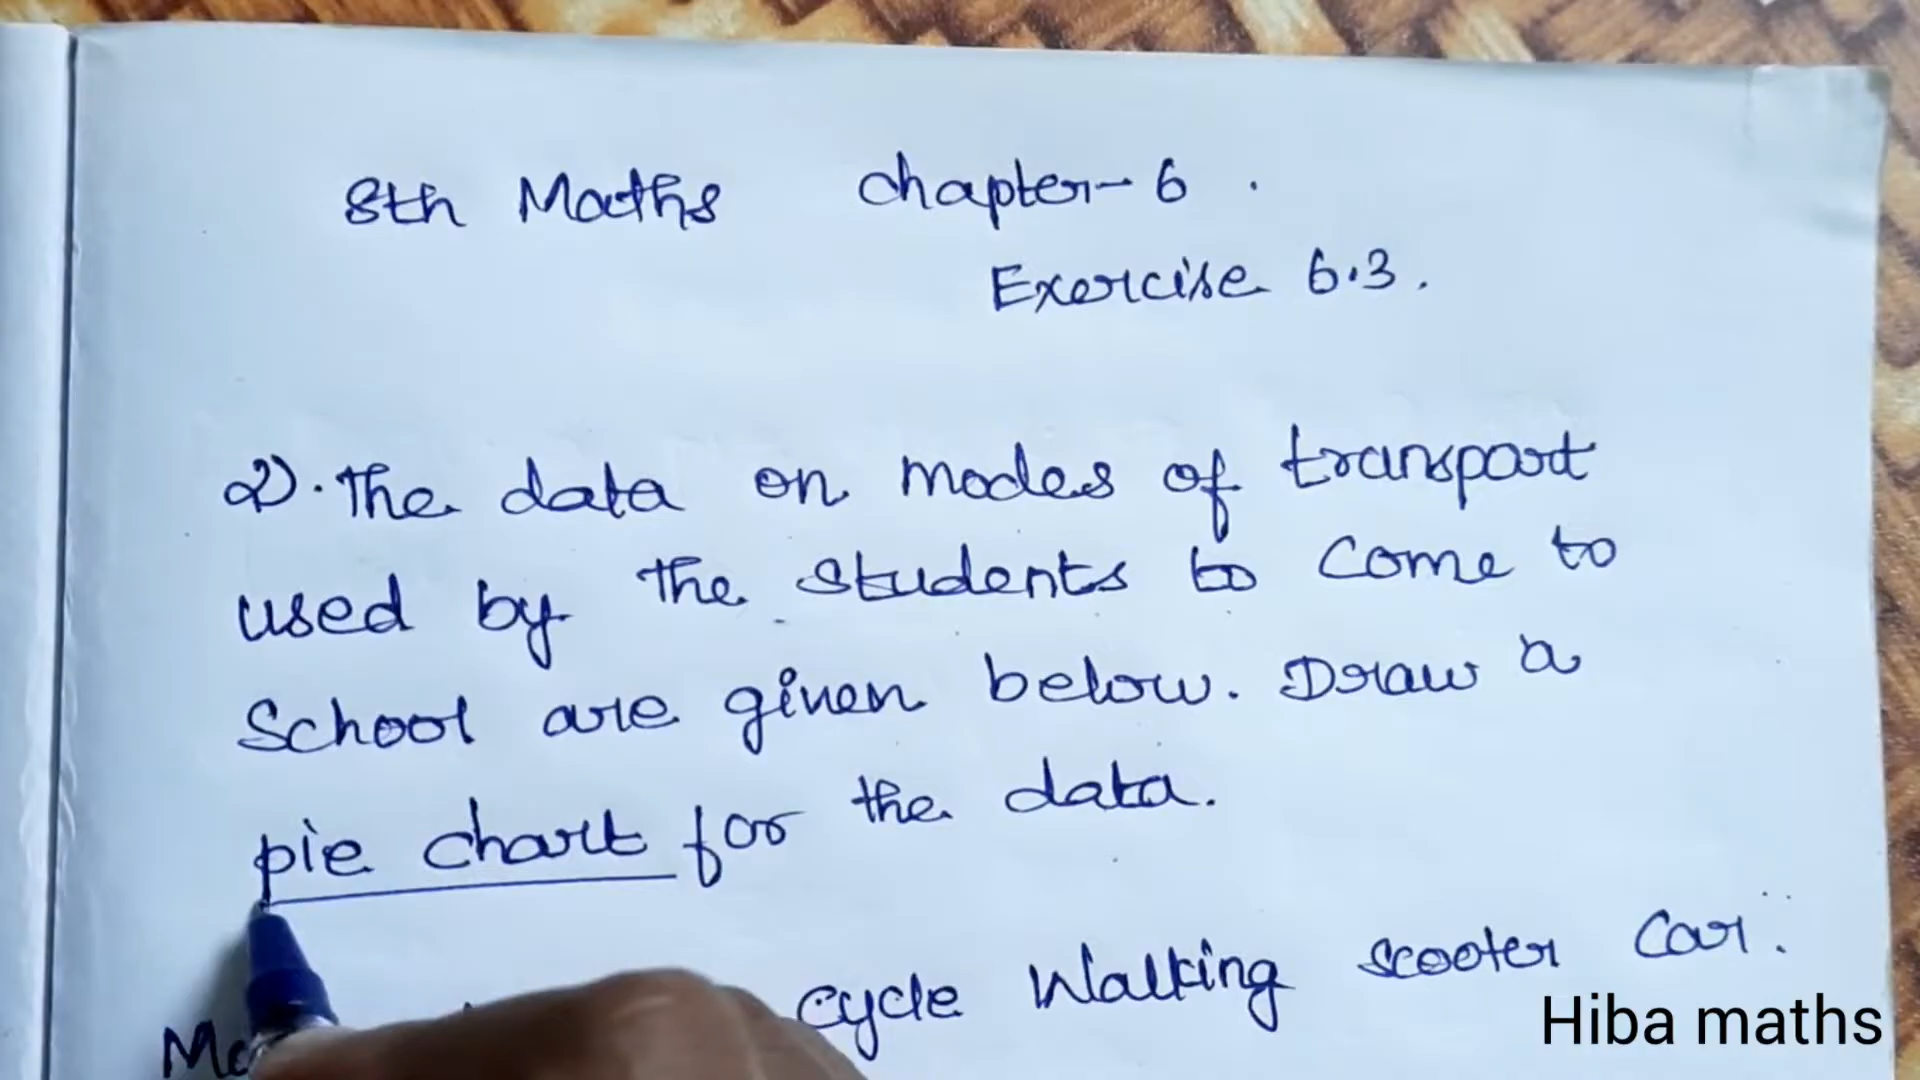 8th Maths chapter-6.
Exercise 6.3.
2). The data on modes of transport
used by the students to come to
School are given below. Draw a
pie chart for the data.
cycle Walking scooter Car.
Hiba maths